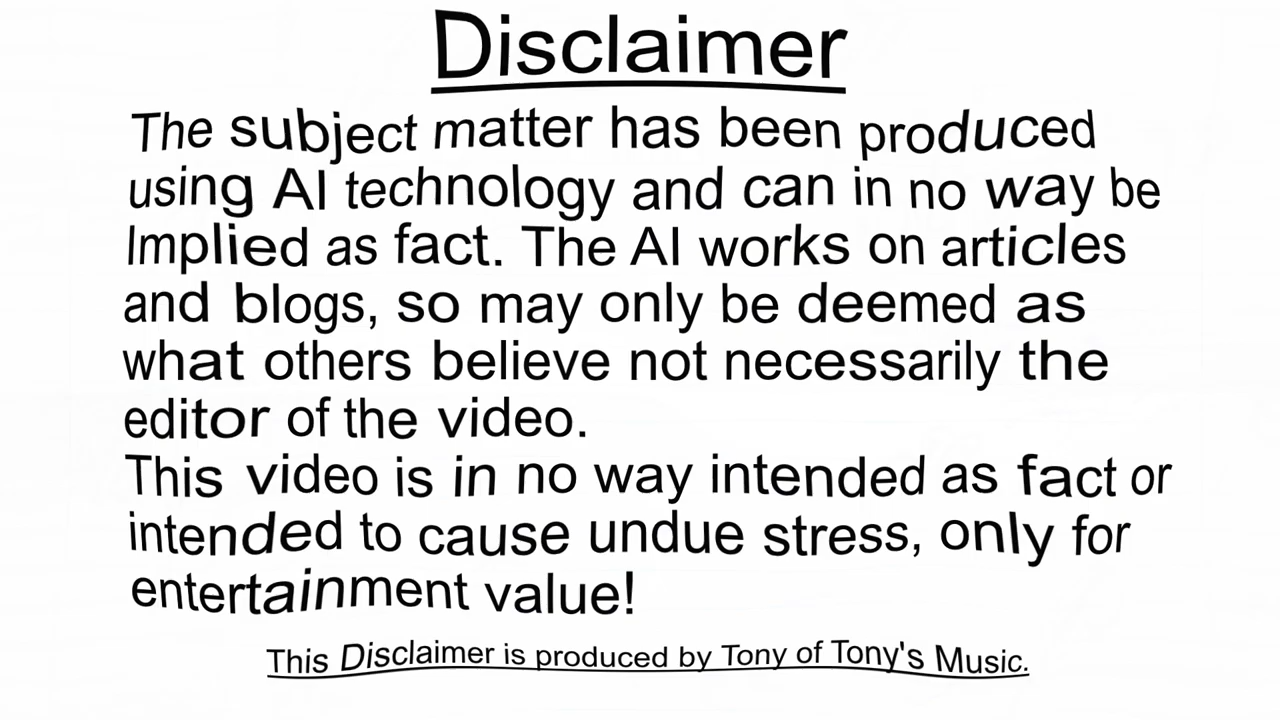 Disclaimer
The subject matter has been produced
using AI technology and can in no way be
Implied as fact. The AI works on articles
and blogs, so may only be deemed as
what others believe not necessarily the
editor of the video.
This video is in no way intended as fact or
intended to cause undue stress, only for
entertainment value!
This Disclaimer is produced by Tony of Tony's Music.